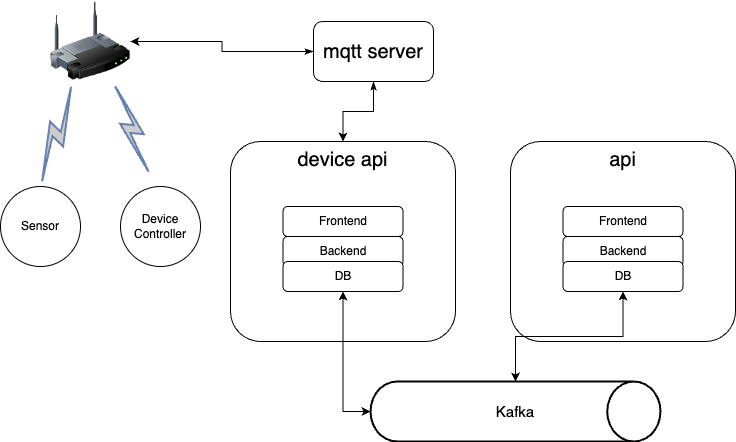 mqtt server
device api
api
Sensor
Device
Controller
Frontend
Backend
DB
Frontend
Backend
DB
Kafka